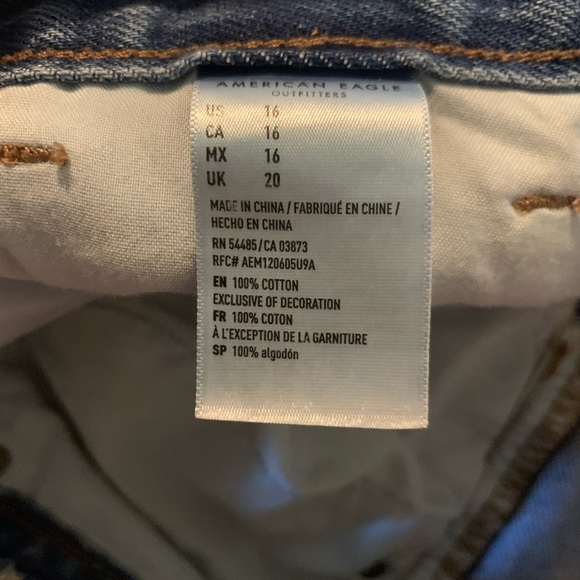 AMERICAN EAGLE
OUTFITTERS
US 16
CA 16
MX 16
UK 20
MADE IN CHINA / FABRIQUÉ EN CHINE /
HECHO EN CHINA
RN 54485/CA 03873
RFC# AEM120605U9A
EN 100% COTTON
EXCLUSIVE OF DECORATION
FR 100% COTON
À L'EXCEPTION DE LA GARNITURE
SP 100% algodón